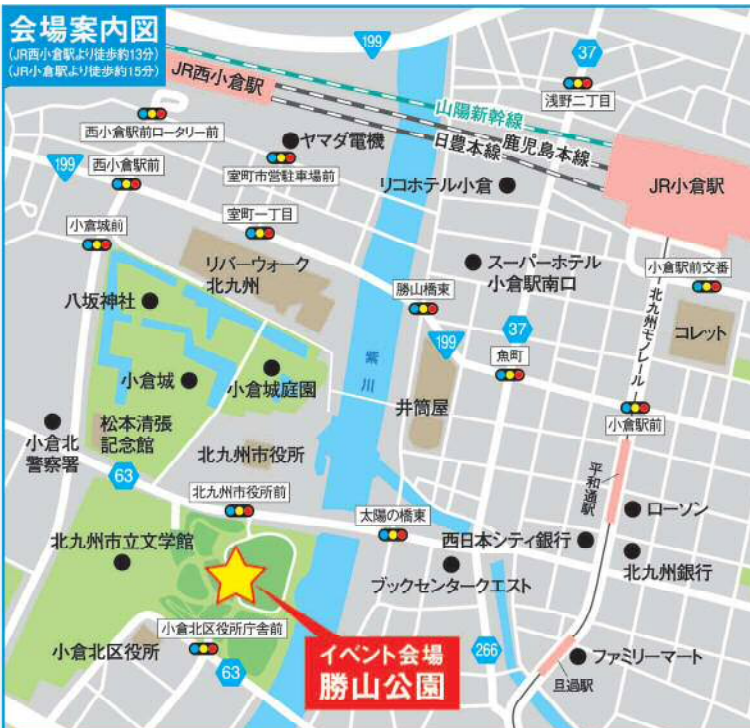 会場案内図
(JR西小倉駅より徒歩約13分)
(JR小倉駅より徒歩約15分)
199
37
JR西小倉駅
浅野二丁目
山陽新幹線
鹿児島本線
日豊本線
西小倉駅前ロータリー前
ヤマダ電機
199
西小倉駅前
室町市営駐車場前
リコホテル小倉
JR小倉駅
小倉城前
室町一丁目
リバーウォーク
北九州
スーパーホテル
小倉駅南口
小倉駅前交番
八坂神社
勝山橋東
北九州モノレール
コレット
37
199
魚町
紫川
小倉城
小倉城庭園
井筒屋
小倉駅前
松本清張
記念館
小倉北
警察署
北九州市役所
63
平和通駅
北九州市役所前
太陽の橋東
ローソン
西日本シティ銀行
北九州市立文学館
ブックセンタークエスト
北九州銀行
小倉北区役所庁舎前
小倉北区役所
イベント会場
勝山公園
266
ファミリーマート
63
旦過駅